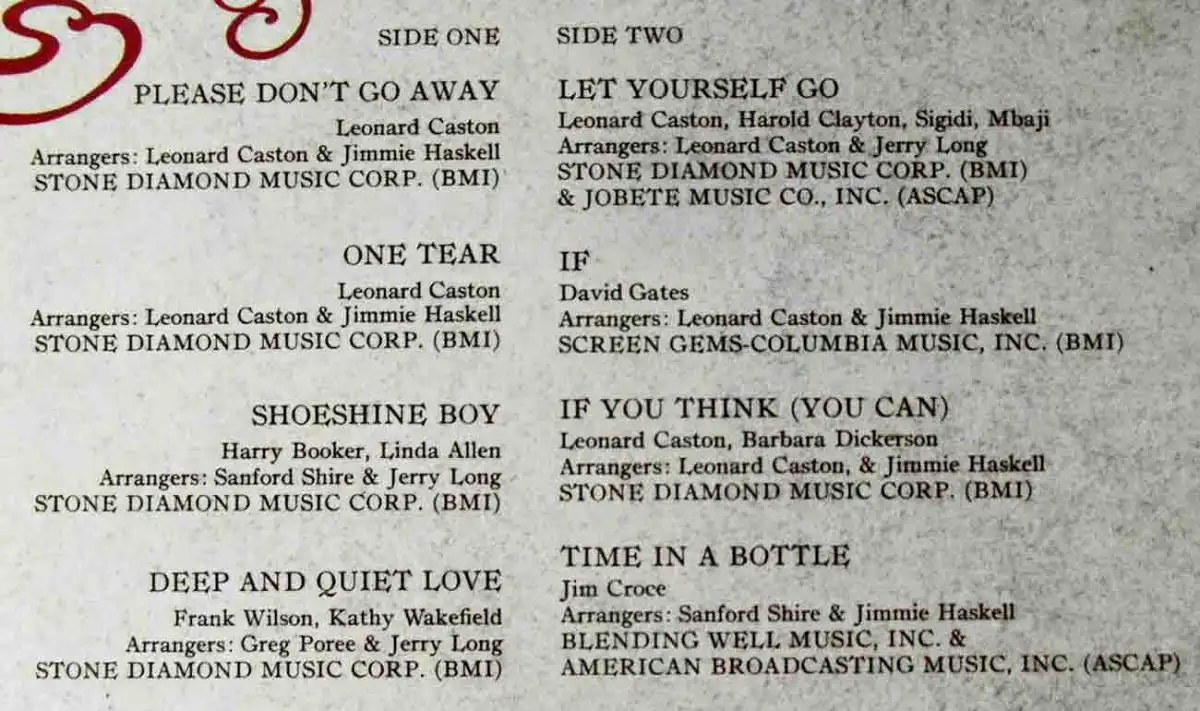 SIDE ONE
PLEASE DON'T GO AWAY
Leonard Caston
Arrangers: Leonard Caston & Jimmie Haskell
STONE DIAMOND MUSIC CORP. (BMI)
ONE TEAR
Leonard Caston
Arrangers: Leonard Caston & Jimmie Haskell
STONE DIAMOND MUSIC CORP. (BMI)
SHOESHINE BOY
Harry Booker, Linda Allen
Arrangers: Sanford Shire & Jerry Long
STONE DIAMOND MUSIC CORP. (BMI)
DEEP AND QUIET LOVE
Frank Wilson, Kathy Wakefield
Arrangers: Greg Poree & Jerry Long
STONE DIAMOND MUSIC CORP. (BMI)
SIDE TWO
LET YOURSELF GO
Leonard Caston, Harold Clayton, Sigidi, Mbaji
Arrangers: Leonard Caston & Jerry Long
STONE DIAMOND MUSIC CORP. (BMI)
& JOBETE MUSIC CO., INC. (ASCAP)
IF
David Gates
Arrangers: Leonard Caston & Jimmie Haskell
SCREEN GEMS-COLUMBIA MUSIC, INC. (BMI)
IF YOU THINK (YOU CAN)
Leonard Caston, Barbara Dickerson
Arrangers: Leonard Caston, & Jimmie Haskell
STONE DIAMOND MUSIC CORP. (BMI)
TIME IN A BOTTLE
Jim Croce
Arrangers: Sanford Shire & Jimmie Haskell
BLENDING WELL MUSIC, INC. &
AMERICAN BROADCASTING MUSIC, INC. (ASCAP)